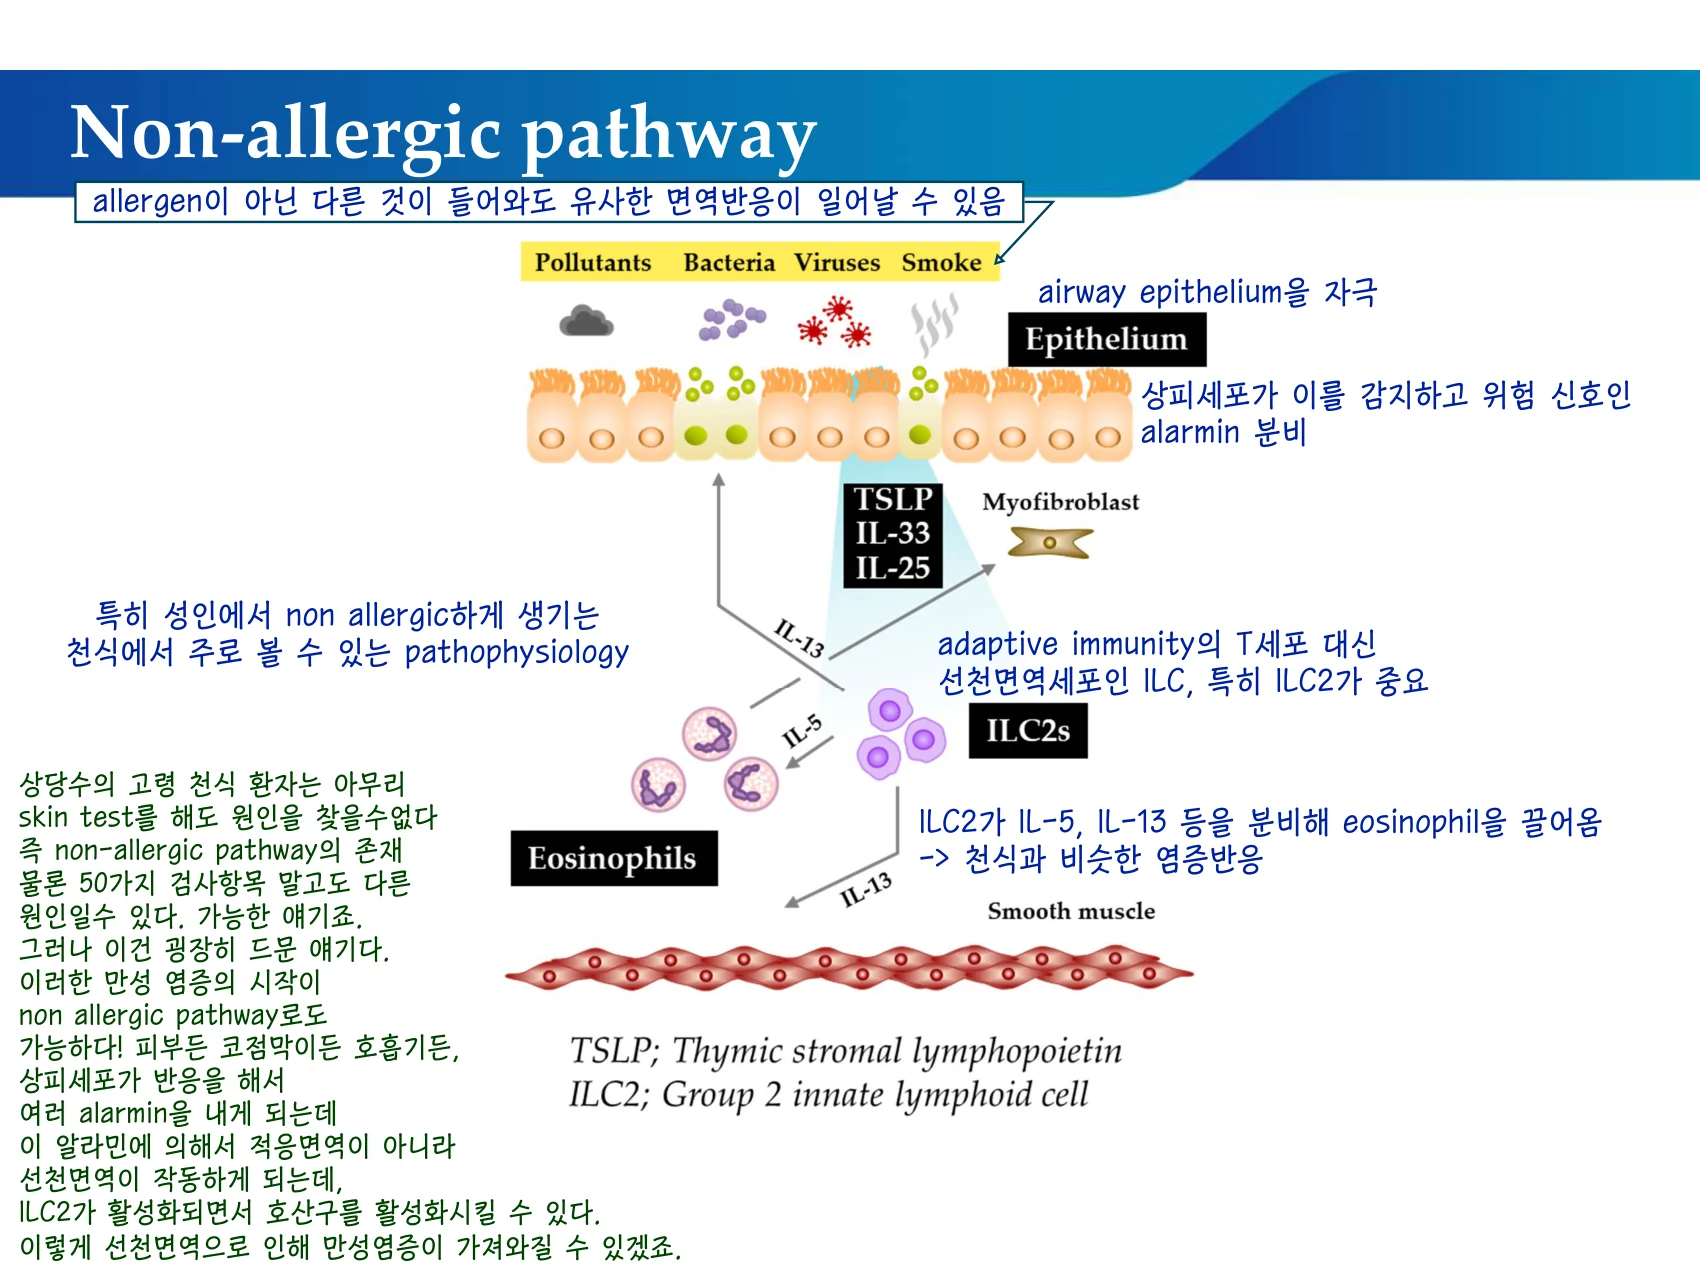 Non-allergic pathway
allergen이 아닌 다른 것이 들어와도 유사한 면역반응이 일어날 수 있음
Pollutants Bacteria Viruses Smoke
airway epithelium을 자극
Epithelium
상피세포가 이를 감지하고 위험 신호인
alarmin 분비
TSLP
IL-33
IL-25
Myofibroblast
특히 성인에서 non allergic하게 생기는
천식에서 주로 볼 수 있는 pathophysiology
IL-13
adaptive immunity의 T세포 대신
선천면역세포인 ILC, 특히 ILC2가 중요
ILC2s
IL-5
Eosinophils
ILC2가 IL-5, IL-13 등을 분비해 eosinophil을 끌어옴
-> 천식과 비슷한 염증반응
IL-13
Smooth muscle
상당수의 고령 천식 환자는 아무리
skin test를 해도 원인을 찾을수없다
즉 non-allergic pathway의 존재
물론 50가지 검사항목 말고도 다른
원인일수 있다. 가능한 얘기죠.
그러나 이건 굉장히 드문 얘기다.
이러한 만성 염증의 시작이
non allergic pathway로도
가능하다! 피부든 코점막이든 호흡기든,
상피세포가 반응을 해서
여러 alarmin을 내게 되는데
이 알라민에 의해서 적응면역이 아니라
선천면역이 작동하게 되는데,
ILC2가 활성화되면서 호산구를 활성화시킬 수 있다.
이렇게 선천면역으로 인해 만성염증이 가져와질 수 있겠죠.
TSLP; Thymic stromal lymphopoietin
ILC2; Group 2 innate lymphoid cell